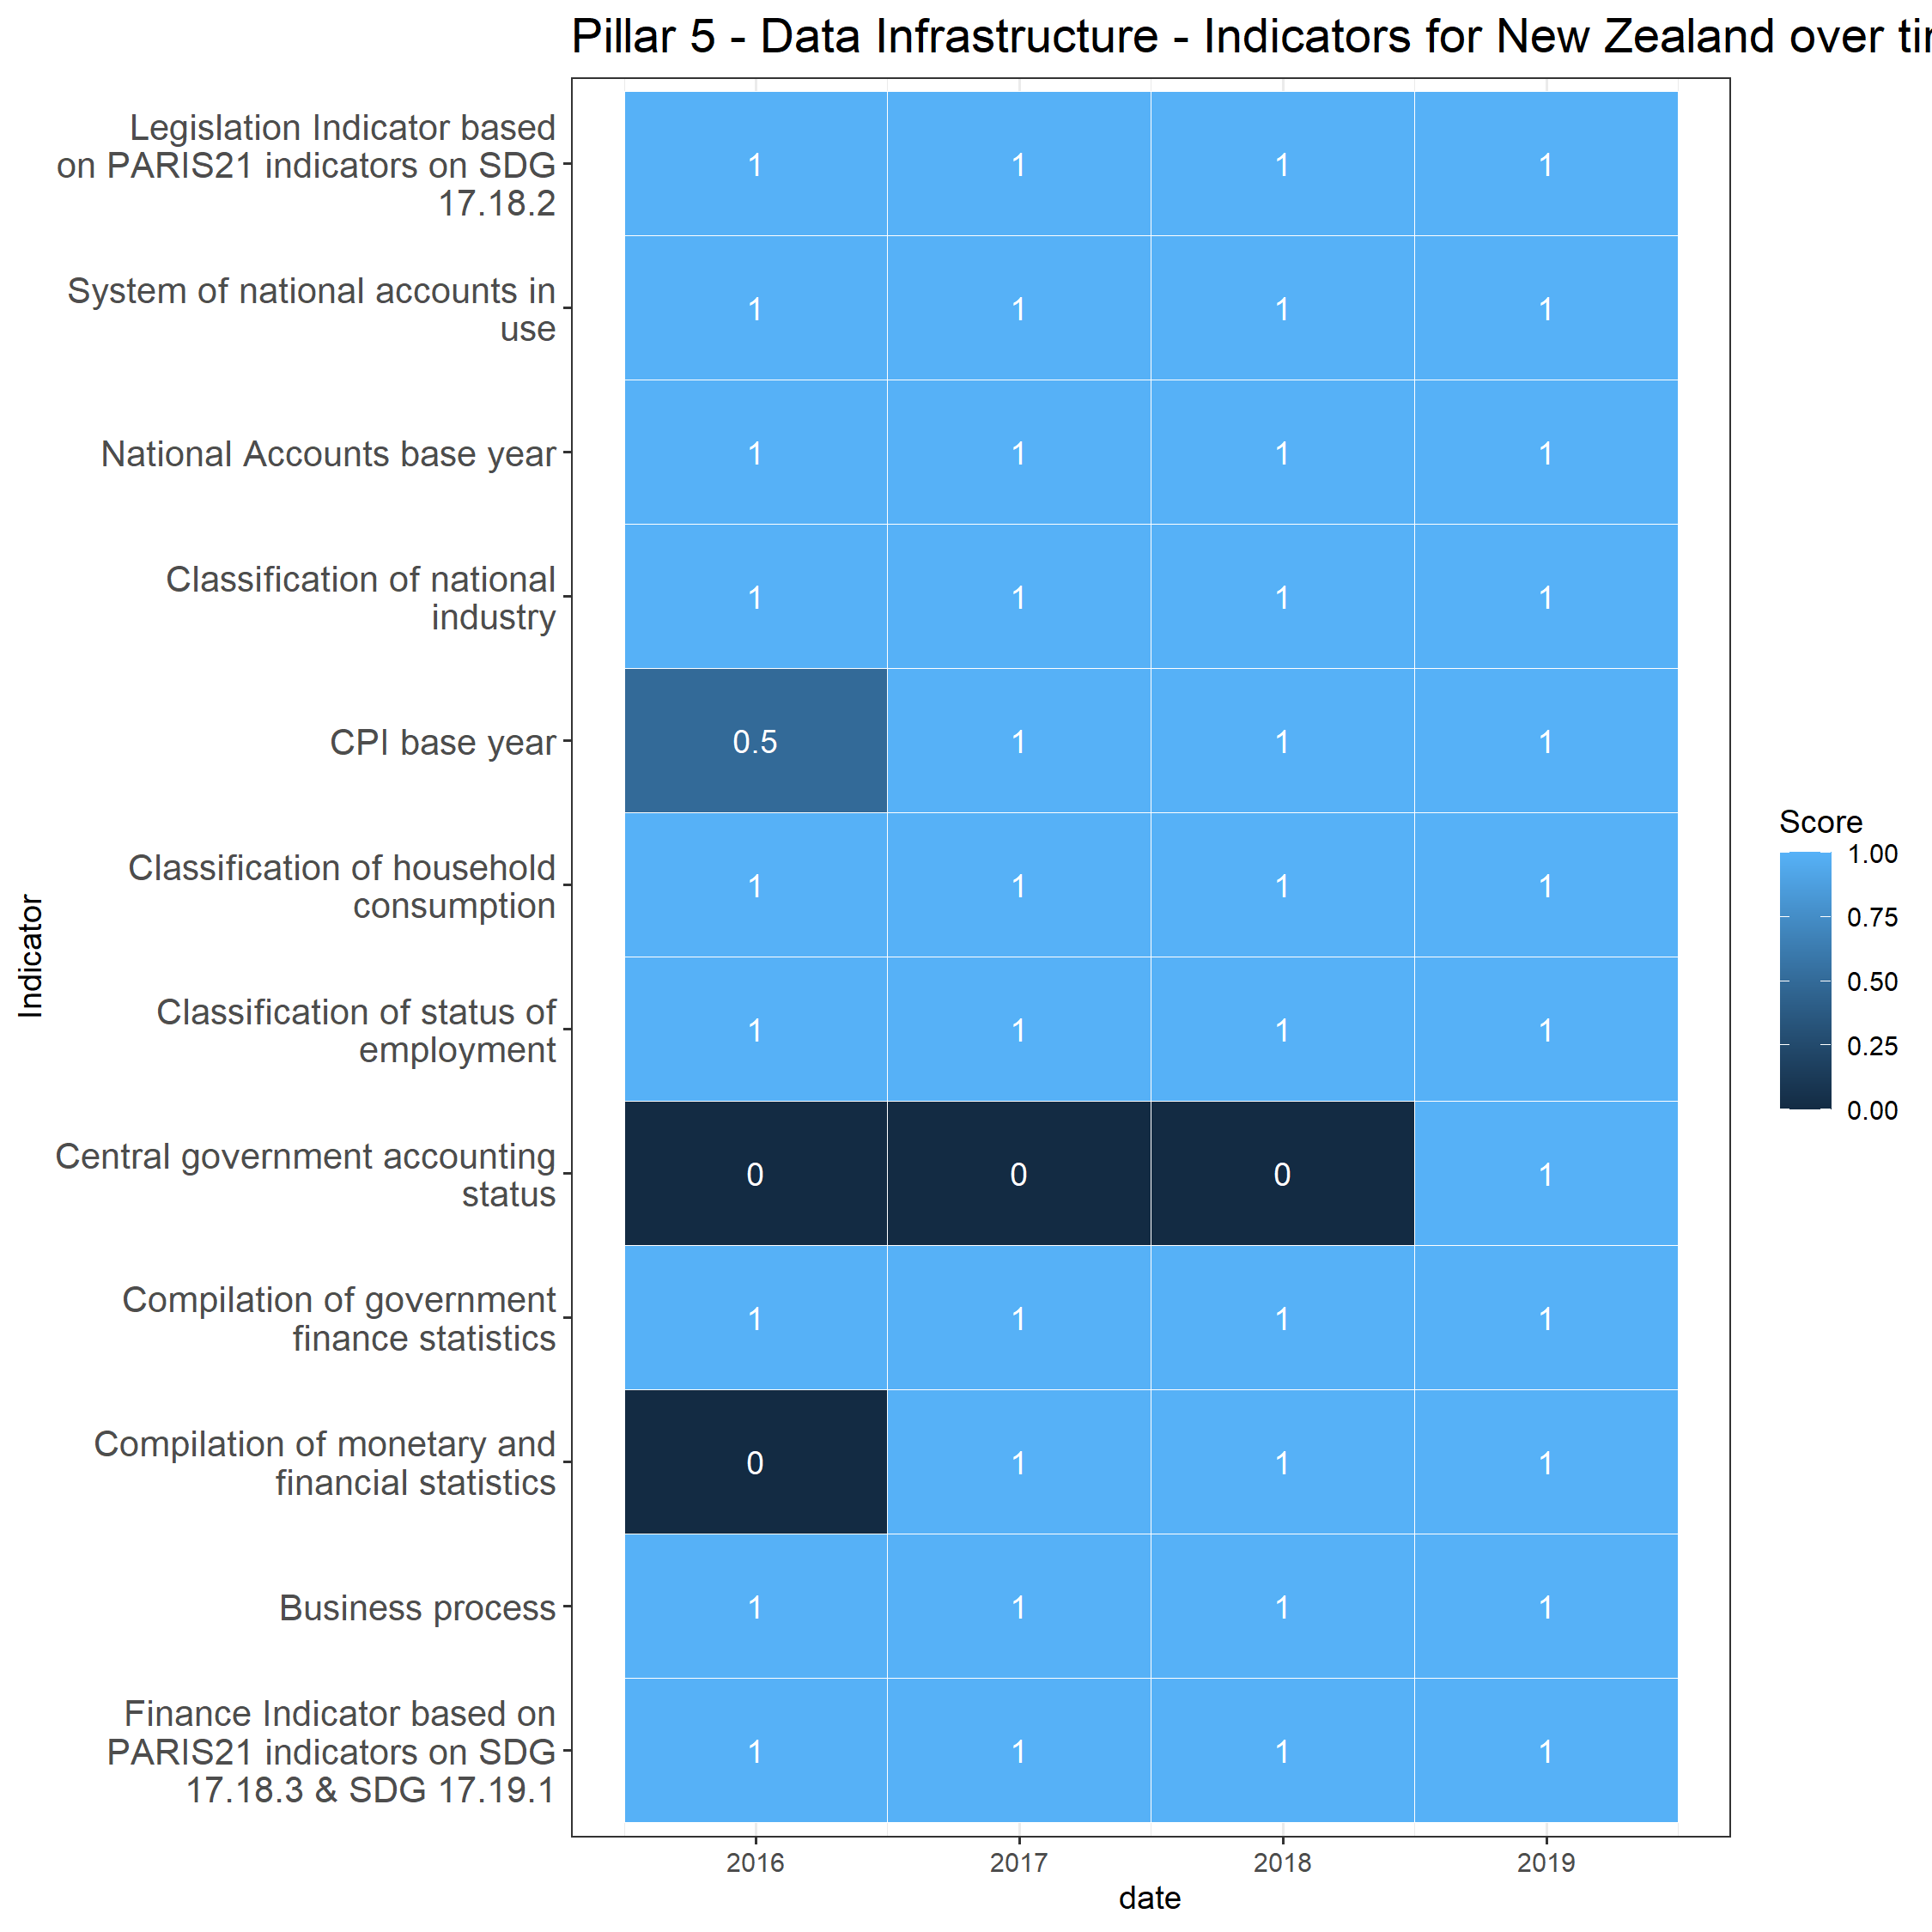 Pillar 5 - Data Infrastructure - Indicators for New Zealand over
Indicator
Legislation Indicator based
on PARIS21 indicators on SDG
17.18.2
1 1 1 1
System of national accounts in
use
1 1 1 1
National Accounts base year
1 1 1 1
Classification of national
industry
1 1 1 1
CPI base year
0.5 1 1 1
Classification of household
consumption
1 1 1 1
Classification of status of
employment
1 1 1 1
Central government accounting
status
0 0 0 1
Compilation of government
finance statistics
1 1 1 1
Compilation of monetary and
financial statistics
0 1 1 1
Business process
1 1 1 1
Finance Indicator based on
PARIS21 indicators on SDG
17.18.3 & SDG 17.19.1
1 1 1 1
2016 2017 2018 2019
date
Score
1.00
0.75
0.50
0.25
0.00